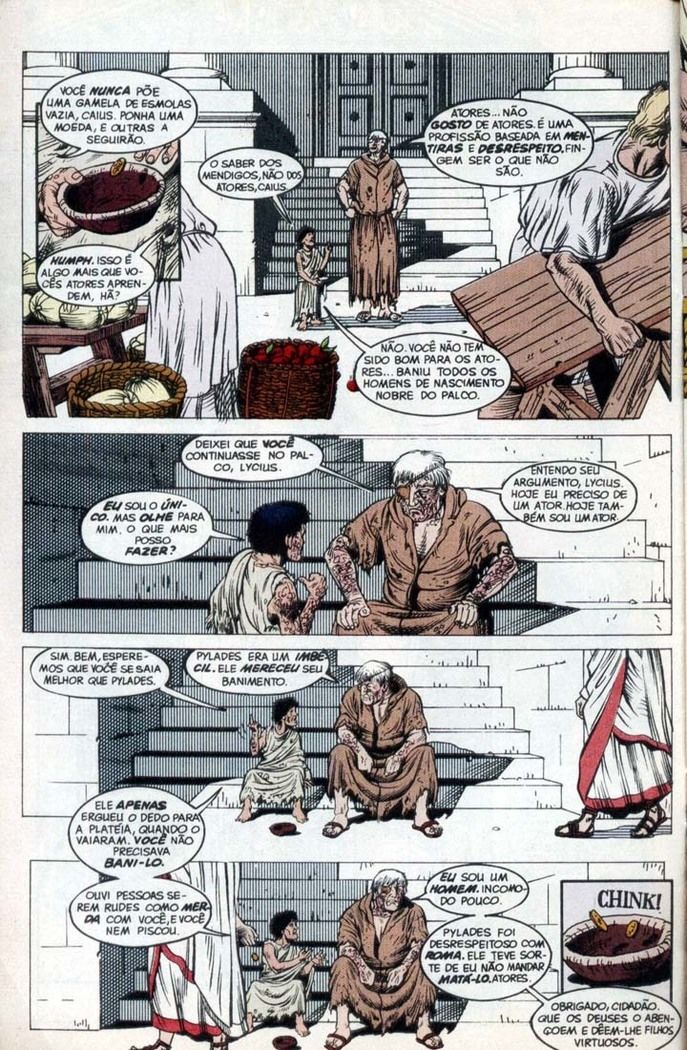 VOCÊ NUNCA PÕE
UMA GAMELA DE ESMOLAS
VAZIA, CAIUS. PONHA UMA
MOEDA, E OUTRAS A
SEGUIRÃO.
HUMPH. ISSO É
ALGO MAIS QUE VO-
CÊS ATORES APREN-
DEM, HÃ?
O SABER DOS
MENDIGOS, NÃO DOS
ATORES, CAIUS.
ATORES... NÃO
GOSTO DE ATORES. É UMA
PROFISSÃO BASEADA EM MEN-
TIRAS E DESRESPEITO, FIN-
GEM SER O QUE NÃO
SÃO.
NÃO. VOCÊ NÃO TEM
SIDO BOM PARA OS ATO-
RES... BANIU TODOS OS
HOMENS DE NASCIMENTO
NOBRE DO PALCO.
DEIXEI QUE VOCÊ
CONTINUASSE NO PAL-
CO, LYCIUS.
EU SOU O ÚNI-
CO. MAS OLHE PARA
MIM. O QUE MAIS
POSSO
FAZER?
ENTENDO SEU
ARGUMENTO, LYCIUS.
HOJE EU PRECISO DE
UM ATOR. HOJE TAM-
BÉM SOU UM ATOR.
SIM. BEM, ESPERE-
MOS QUE VOCÊ SE SAIA
MELHOR QUE PYLADES.
PYLADES ERA UM IMBE-
CIL. ELE MERECEU SEU
BANIMENTO.
ELE APENAS
ERGUEU O DEDO PARA
A PLATÉIA, QUANDO O
VAIARAM. VOCÊ NÃO
PRECISAVA
BANI-LO.
OUVI PESSOAS SE-
REM RUDES COMO MER-
DA COM VOCÊ, E VOCÊ
NEM PISCOU.
EU SOU UM
HOMEM. INCOMO-
DO POUCO.
PYLADES FOI
DESRESPEITOSO COM
ROMA. ELE TEVE SOR-
TE DE EU NÃO MANDAR
MATÁ-LO. ATORES.
CHINK!
OBRIGADO, CIDADÃO.
QUE OS DEUSES O ABEN-
ÇOEM E DÊEM-LHE FILHOS
VIRTUOSOS.